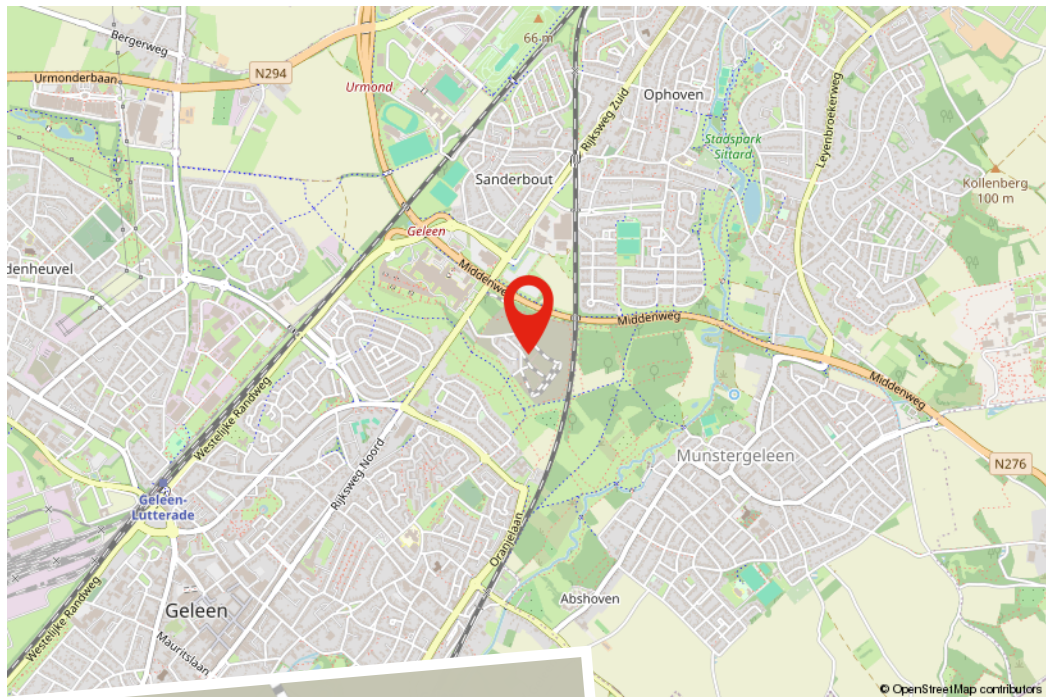 Bergerweg
66 m
N294
Urmonderbaan
Urmond
Ophoven
Rijksweg Zuid
Leyenbroekerweg
Stadspark
Sittard
Sanderbout
Kollenberg
100 m
Geleen
denheuvel
Middenweg
Middenweg
Middenweg
Westelijke Randweg
Rijksweg Noord
Munstergeleen
N276
Geleen-
Lutterade
Oranjelaan
Abshoven
Geleen
Westelijke Randweg
Mauritslaan
© OpenStreetMap contributors